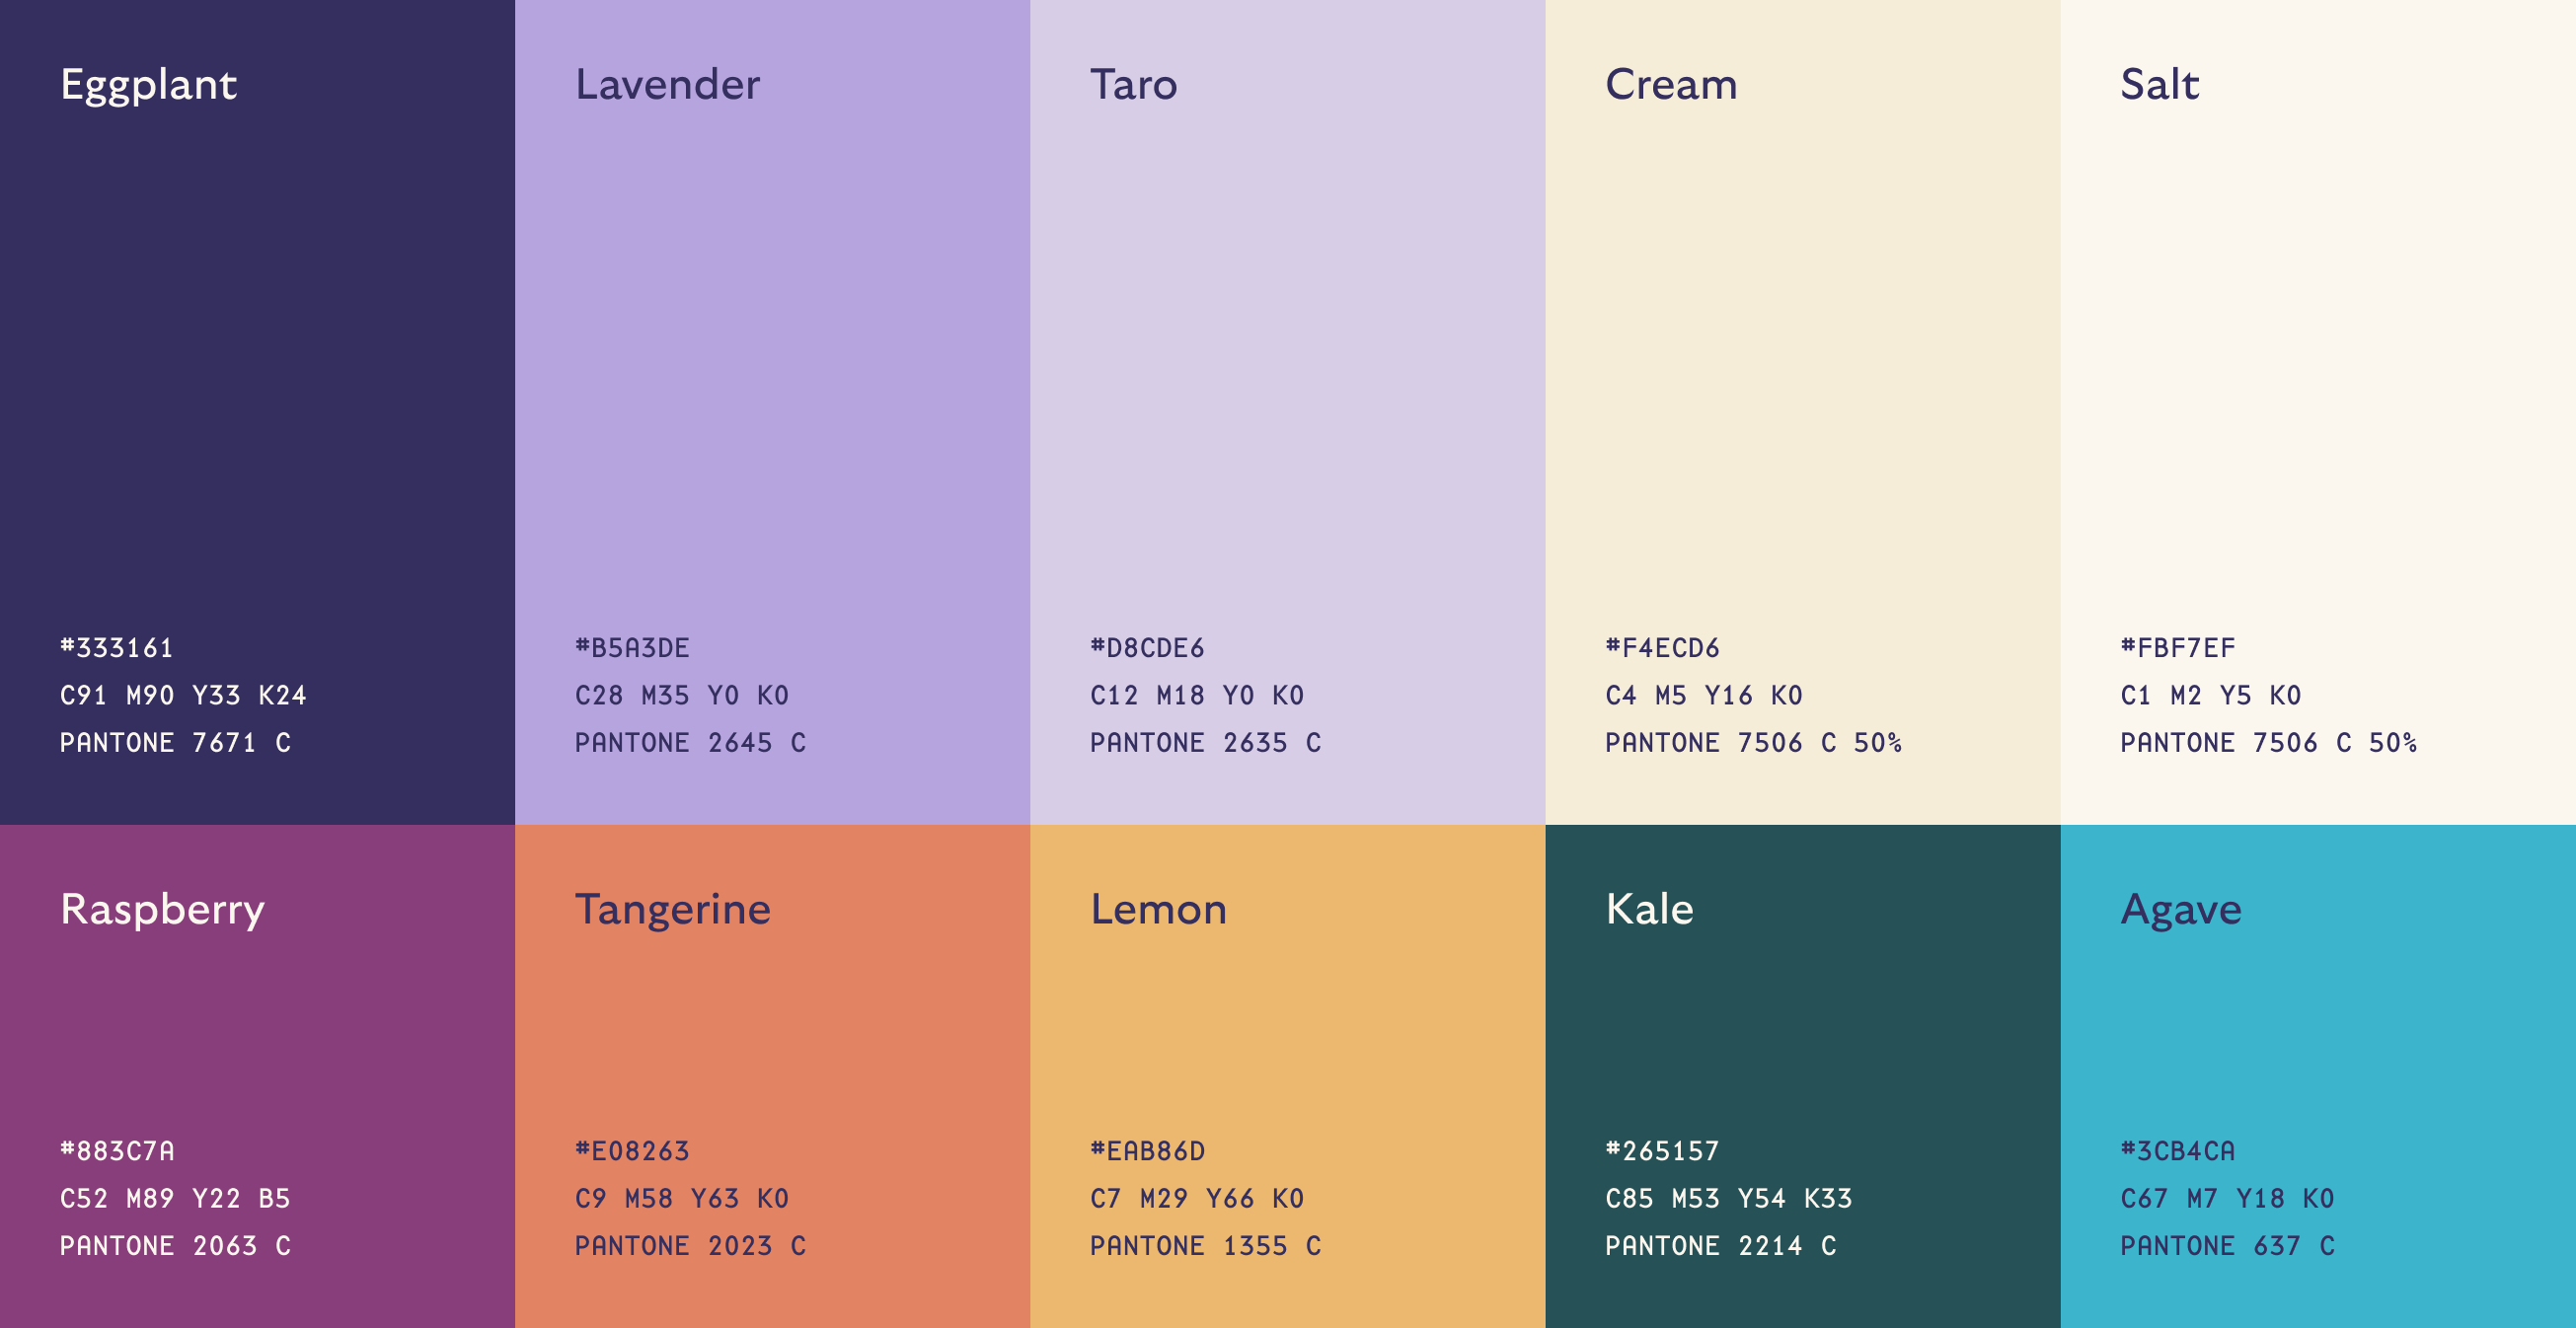 Eggplant
#333161
C91 M90 Y33 K24
PANTONE 7671 C
Lavender
#B5A3DE
C28 M35 Y0 K0
PANTONE 2645 C
Taro
#D8CDE6
C12 M18 Y0 K0
PANTONE 2635 C
Cream
#F4ECD6
C4 M5 Y16 K0
PANTONE 7506 C 50%
Salt
#FBF7EF
C1 M2 Y5 K0
PANTONE 7506 C 50%
Raspberry
#883C7A
C52 M89 Y22 B5
PANTONE 2063 C
Tangerine
#E08263
C9 M58 Y63 K0
PANTONE 2023 C
Lemon
#EAB86D
C7 M29 Y66 K0
PANTONE 1355 C
Kale
#265157
C85 M53 Y54 K33
PANTONE 2214 C
Agave
#3CB4CA
C67 M7 Y18 K0
PANTONE 637 C